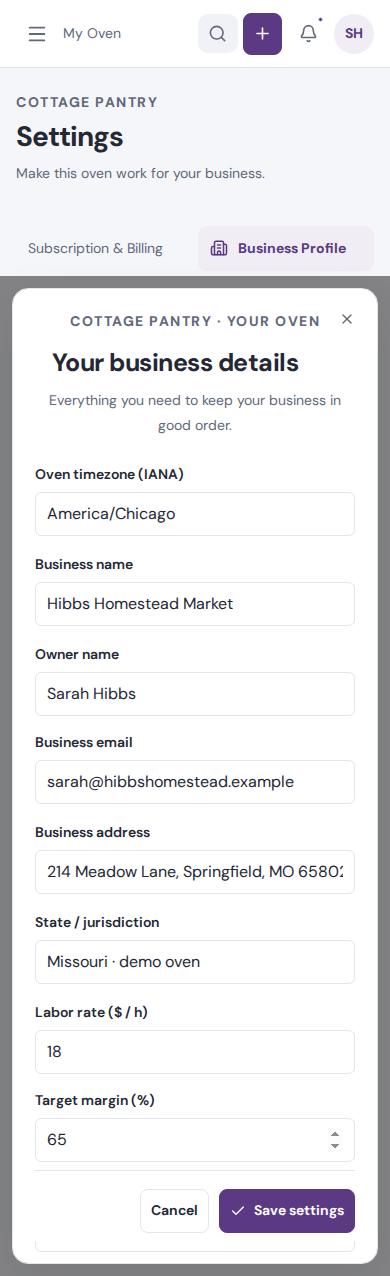 My Oven
SH
COTTAGE PANTRY
Settings
Make this oven work for your business.
Subscription & Billing
Business Profile
COTTAGE PANTRY · YOUR OVEN
Your business details
Everything you need to keep your business in
good order.
Oven timezone (IANA)
America/Chicago
Business name
Hibbs Homestead Market
Owner name
Sarah Hibbs
Business email
sarah@hibbshomestead.example
Business address
214 Meadow Lane, Springfield, MO 65802
State / jurisdiction
Missouri · demo oven
Labor rate ($ / h)
18
Target margin (%)
65
Cancel
Save settings